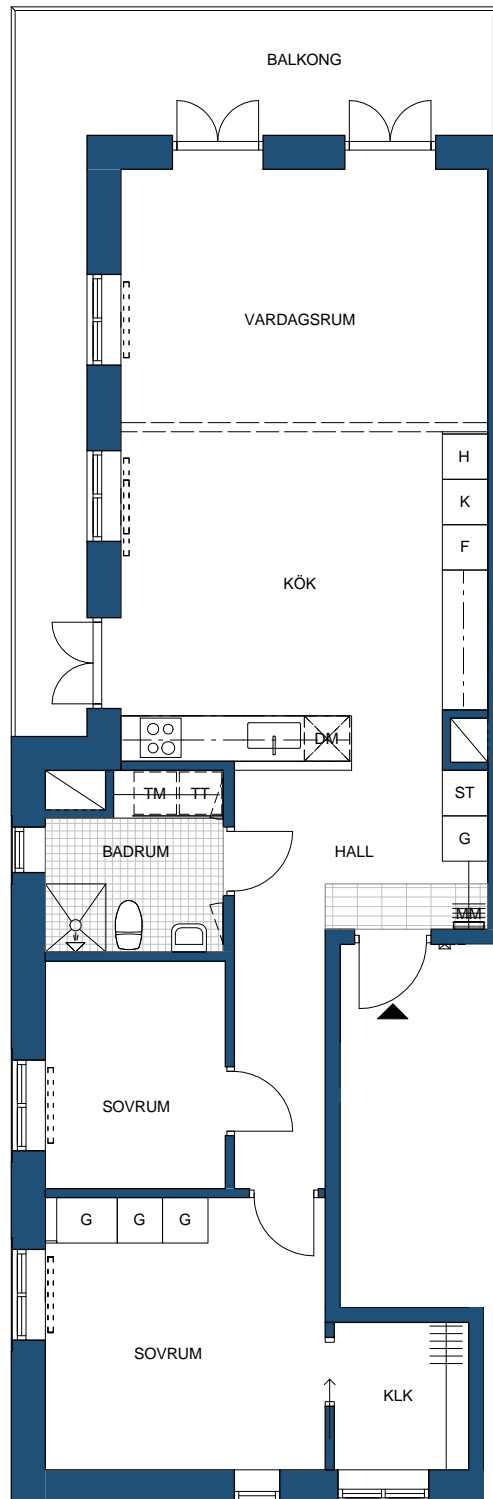 BALKONG
VARDAGSRUM
H
K
F
KÖK
DM
TM TT
ST
BADRUM
HALL
G
MM
SOVRUM
G G G
SOVRUM
KLK